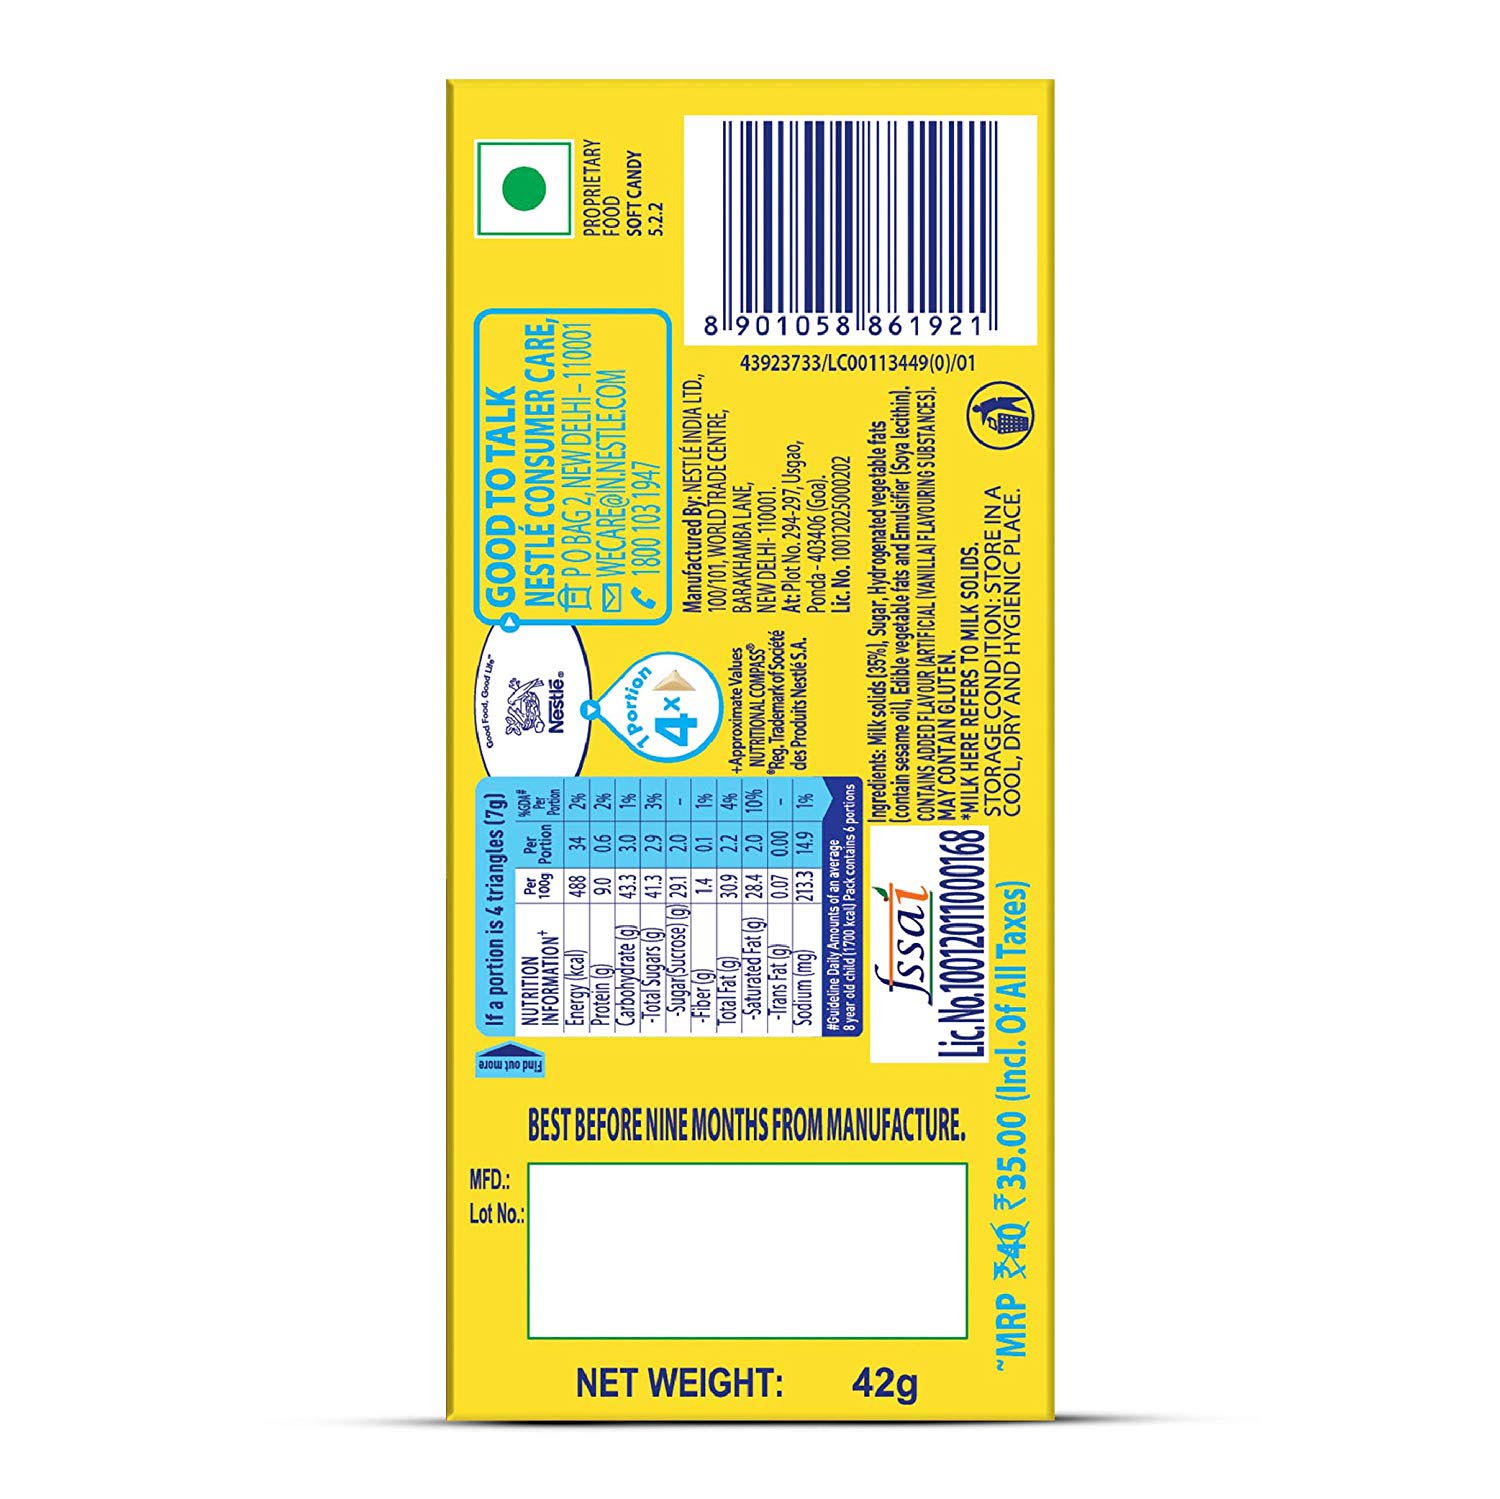 PROPRIETARY
FOOD
SOFT CANDY
5.2.2
8 901058 861921
43923733/LC00113449(0)/01
GOOD TO TALK
NESTLÉ CONSUMER CARE,
P O BAG 2, NEW DELHI - 110001
WECARE@IN.NESTLE.COM
1800 103 1947
Manufactured By: NESTLÉ INDIA LTD.,
100/101, WORLD TRADE CENTRE,
BARAKHAMBA LANE,
NEW DELHI- 110001.
At: Plot No. 294-297, Usgao,
Ponda - 403406 (Goa).
Lic. No. 10012025000202
Good Food, Good Life™
Nestlé®
1 Portion
4x
+Approximate Values
NUTRITIONAL COMPASS®
®Reg. Trademark of Société
des Produits Nestlé S.A.
Ingredients: Milk solids (35%), Sugar, Hydrogenated vegetable fats
(contain sesame oil), Edible vegetable fats and Emulsifier (Soya lecithin).
CONTAINS ADDED FLAVOUR (ARTIFICIAL (VANILLA) FLAVOURING SUBSTANCES).
MAY CONTAIN GLUTEN.
*MILK HERE REFERS TO MILK SOLIDS.
STORAGE CONDITION: STORE IN A
COOL, DRY AND HYGIENIC PLACE.
If a portion is 4 triangles (7g)
NUTRITION INFORMATION+ Per 100g Per Portion %GDA# Per Portion
Energy (kcal) 488 34 2%
Protein (g) 9.0 0.6 2%
Carbohydrate (g) 43.3 3.0 1%
-Total Sugars (g) 41.3 2.9 3%
-Sugar(Sucrose) (g) 29.1 2.0 -
-Fiber (g) 1.4 0.1 1%
Total Fat (g) 30.9 2.2 4%
-Saturated Fat (g) 28.4 2.0 10%
-Trans Fat (g) 0.07 0.00 -
Sodium (mg) 213.3 14.9 1%
#Guideline Daily Amounts of an average
8 year old child (1700 kcal) Pack contains 6 portions
Find out more
fssai
Lic.No.10012011000168
BEST BEFORE NINE MONTHS FROM MANUFACTURE.
MFD.:
Lot No.:
~MRP ₹40 ₹35.00 (Incl. Of All Taxes)
NET WEIGHT: 42g